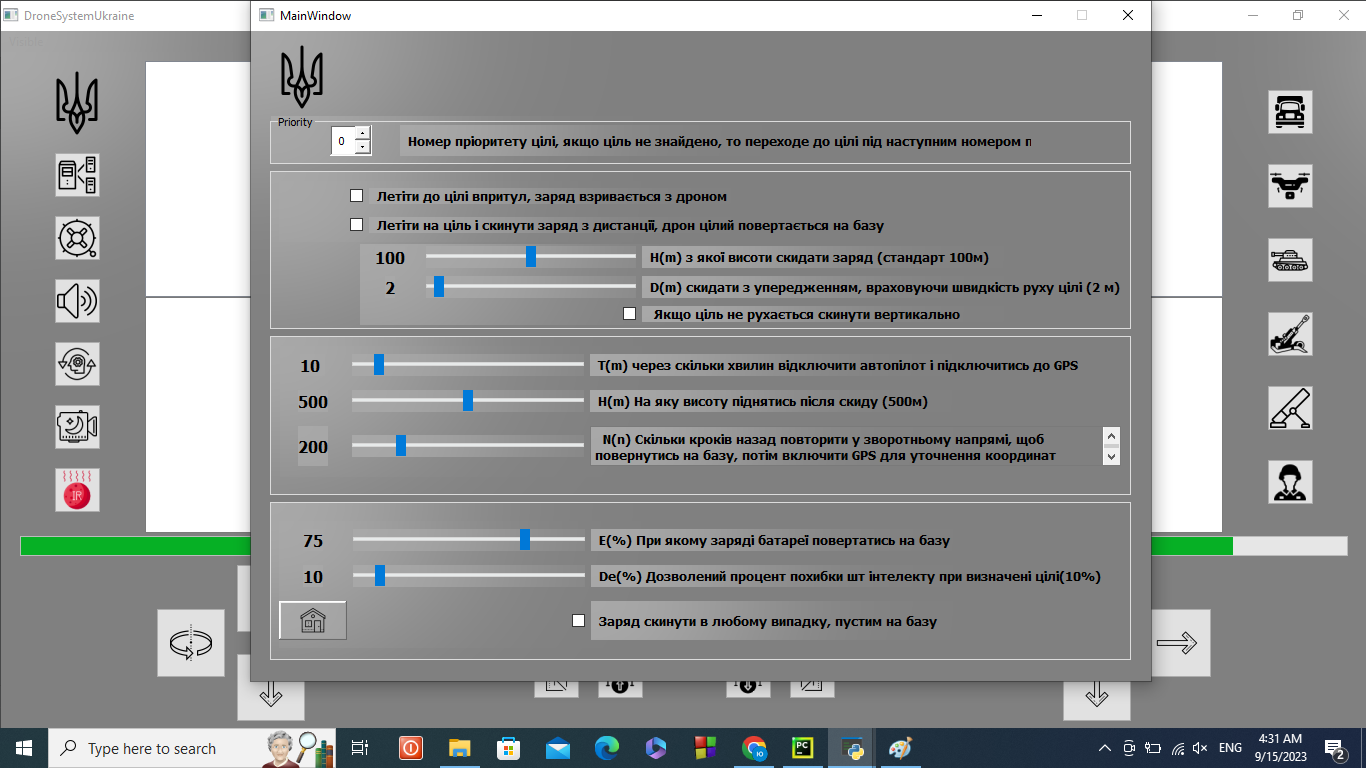 DroneSystemUkraine
MainWindow
Priority
0
Номер пріоритету цілі, якщо ціль не знайдено, то переходе до цілі під наступним номером п
Летіти до цілі впритул, заряд взривається з дроном
Летіти на ціль і скинути заряд з дистанції, дрон цілий повертається на базу
100
H(m) з якої висоти скидати заряд (стандарт 100м)
2
D(m) скидати з упередженням, враховуючи швидкість руху цілі (2 м)
Якщо ціль не рухається скинути вертикально
10
T(m) через скільки хвилин відключити автопілот і підключитись до GPS
500
H(m) На яку висоту піднятись після скиду (500м)
200
N(n) Скільки кроків назад повторити у зворотньому напрямі, щоб
повернутись на базу, потім включити GPS для уточнення координат
75
E(%) При якому заряді батареї повертатись на базу
10
De(%) Дозволений процент похибки шт інтелекту при визначені цілі(10%)
Заряд скинути в любому випадку, пустим на базу
IR
Type here to search
PC
ENG
4:31 AM
9/15/2023
2